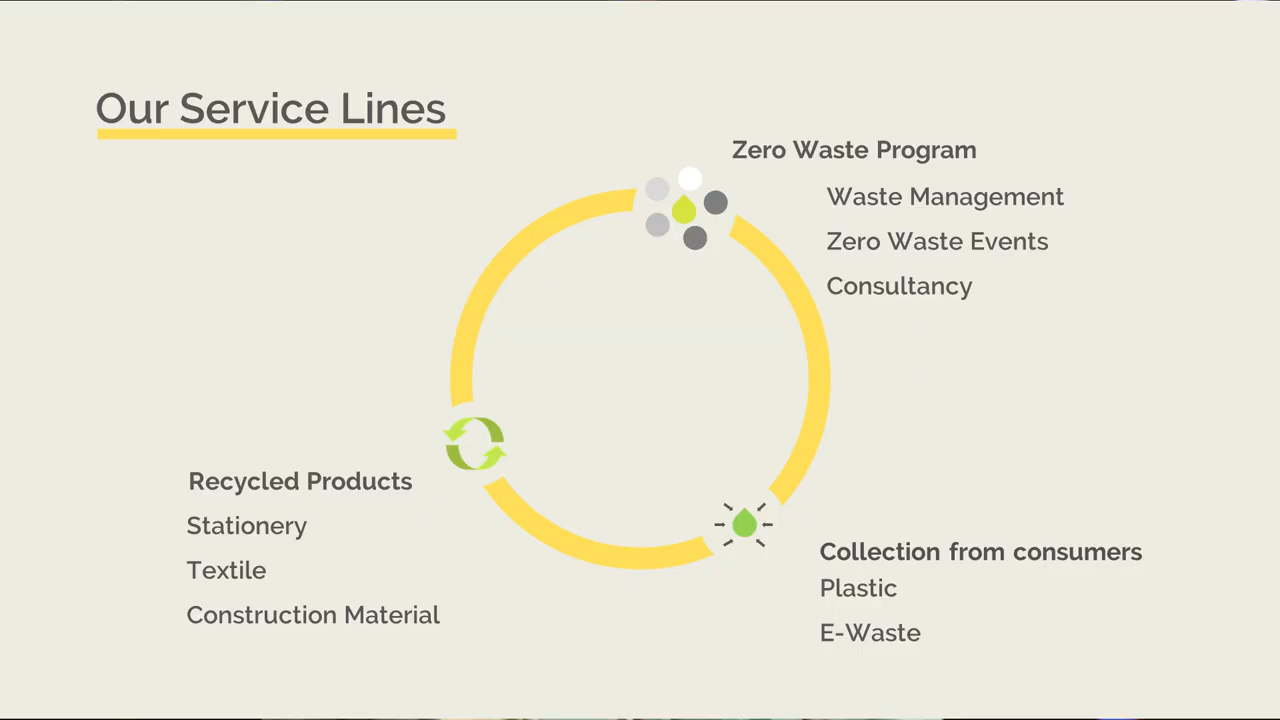 Our Service Lines
Zero Waste Program
Waste Management
Zero Waste Events
Consultancy
Recycled Products
Stationery
Textile
Construction Material
Collection from consumers
Plastic
E-Waste